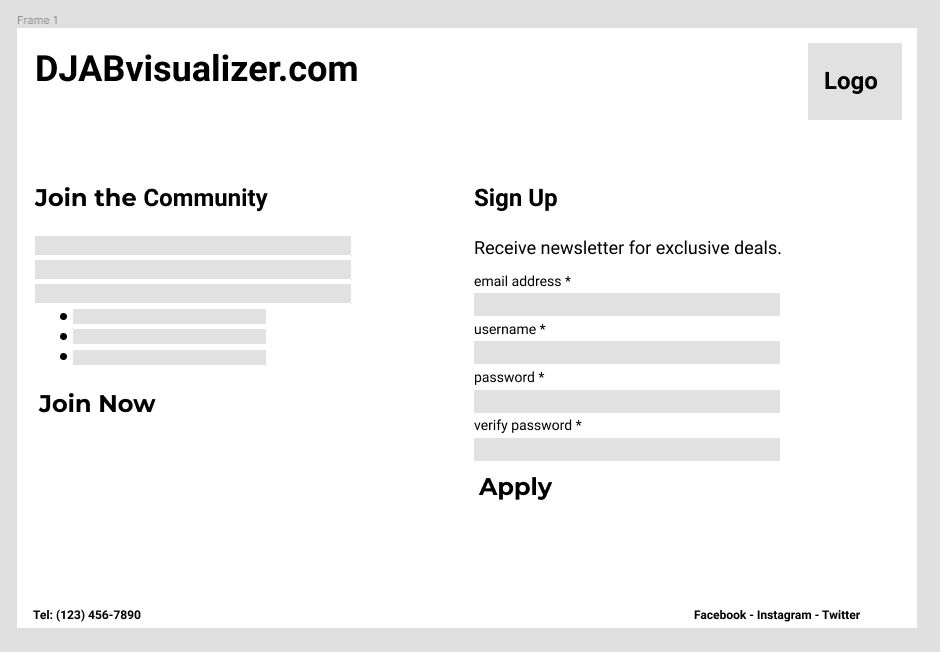 Frame 1
DJABvisualizer.com
Logo
Join the Community
Join Now
Sign Up
Receive newsletter for exclusive deals.
email address *
username *
password *
verify password *
Apply
Tel: (123) 456-7890
Facebook - Instagram - Twitter